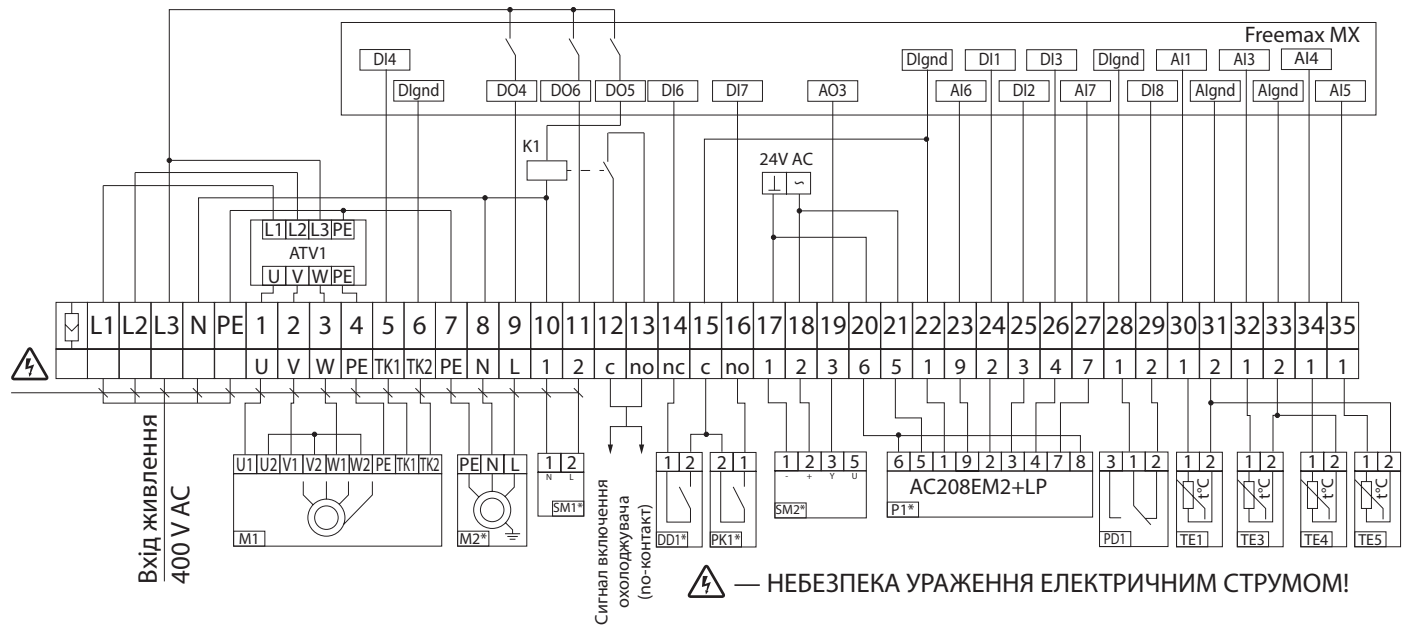 Freemax MX
DI4 DIgnd DI1 DI3 DIgnd AI1 AI3 AI4
DIgnd DO4 DO6 DO5 DI6 DI7 AO3 AI6 DI2 AI7 DI8 AIgnd AIgnd AI5
K1
24V AC
⊥ ~
L1 L2 L3 PE
ATV1
U V W PE
L1 L2 L3 N PE 1 2 3 4 5 6 7 8 9 10 11 12 13 14 15 16 17 18 19 20 21 22 23 24 25 26 27 28 29 30 31 32 33 34 35
U V W PE TK1 TK2 PE N L 1 2 c no nc c no 1 2 3 6 5 1 9 2 3 4 7 1 2 1 2 1 2 1 1
Вхід живлення
400 V AC
U1 U2 V1 V2 W1 W2 PE TK1 TK2
M1
PE N L
M2*
1 2
N L
SM1*
Сигнал включення
охолоджувача
(no-контакт)
1 2
DD1*
2 1
PK1*
1 2 3 5
- + Y U
SM2*
6 5 1 9 2 3 4 7 8
AC208EM2+LP
P1*
3 1 2
PD1
1 2
t°C
TE1
1 2
t°C
TE3
1 2
t°C
TE4
1 2
t°C
TE5
— НЕБЕЗПЕКА УРАЖЕННЯ ЕЛЕКТРИЧНИМ СТРУМОМ!